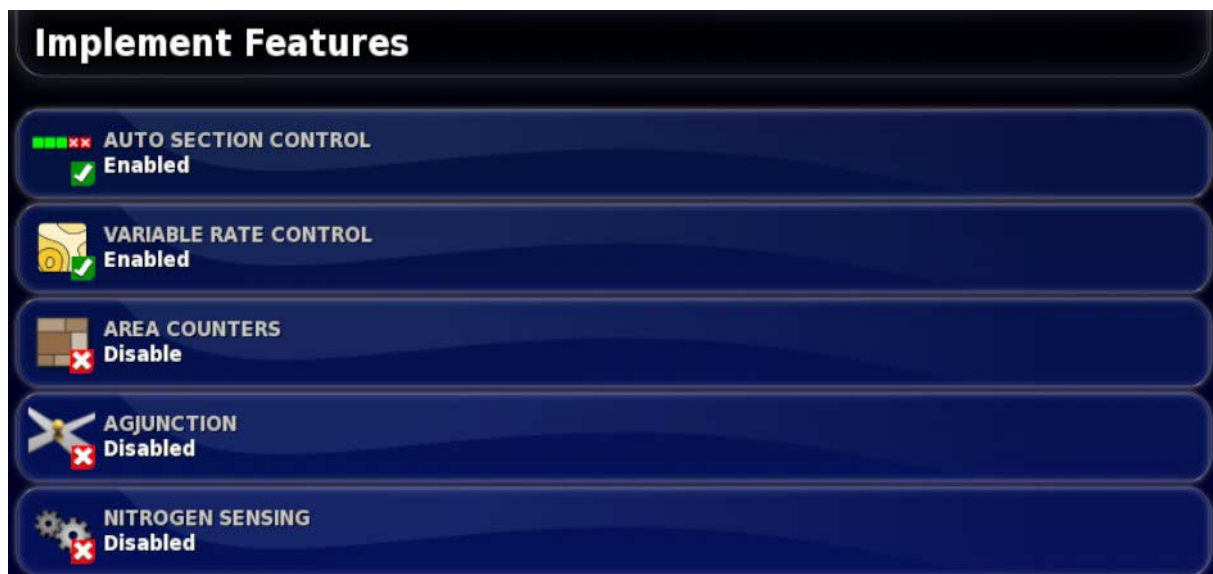 Implement Features
AUTO SECTION CONTROL
Enabled
VARIABLE RATE CONTROL
Enabled
AREA COUNTERS
Disable
AGJUNCTION
Disabled
NITROGEN SENSING
Disabled